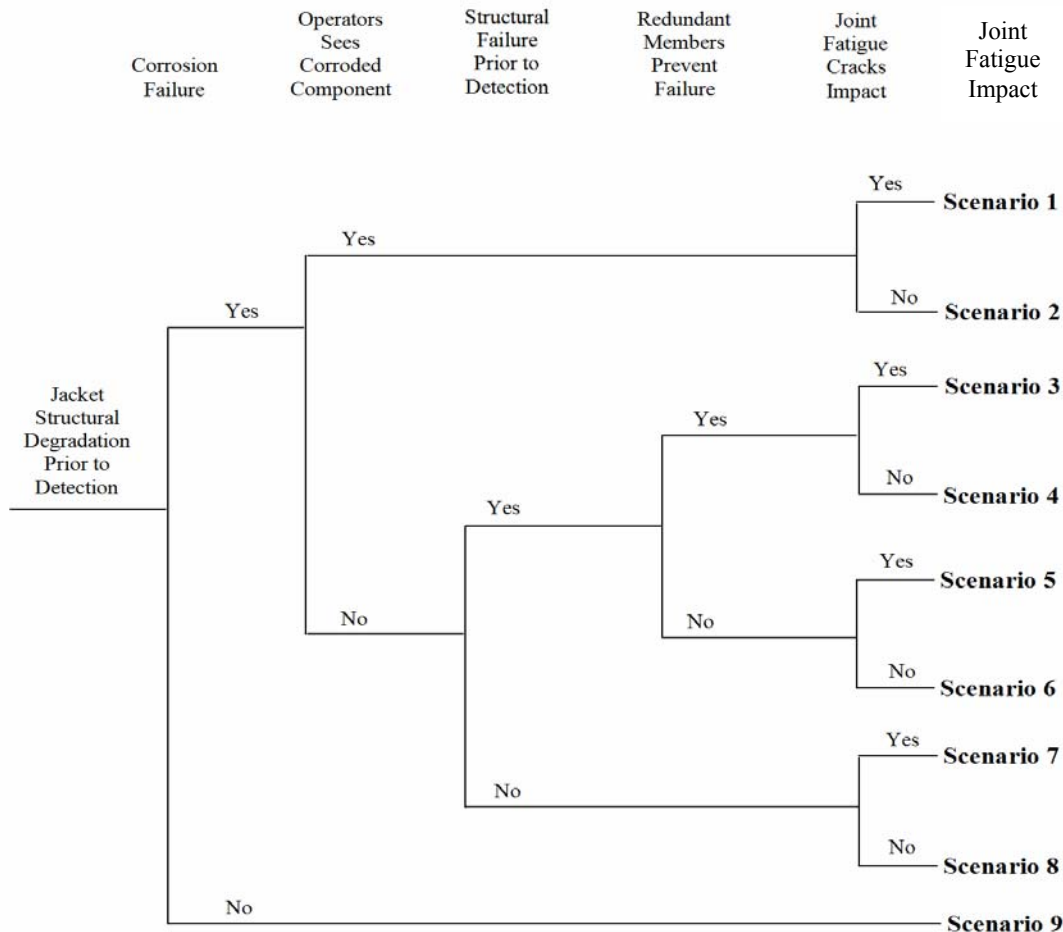 Corrosion
Failure
Operators
Sees
Corroded
Component
Structural
Failure
Prior to
Detection
Redundant
Members
Prevent
Failure
Joint
Fatigue
Cracks
Impact
Joint
Fatigue
Impact
Yes
Scenario 1
Yes
No
Scenario 2
Yes
Yes
Scenario 3
Jacket
Structural
Degradation
Prior to
Detection
Yes
No
Scenario 4
Yes
Yes
Scenario 5
No
No
No
Scenario 6
Yes
Scenario 7
No
No
Scenario 8
No
Scenario 9